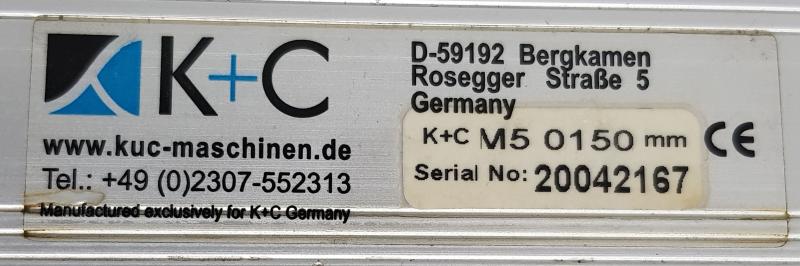 K+C
www.kuc-maschinen.de
Tel.: +49 (0)2307-552313
Manufactured exclusively for K+C Germany
D-59192 Bergkamen
Rosegger Straße 5
Germany
K+C M5 0150 mm
CE
Serial No: 20042167